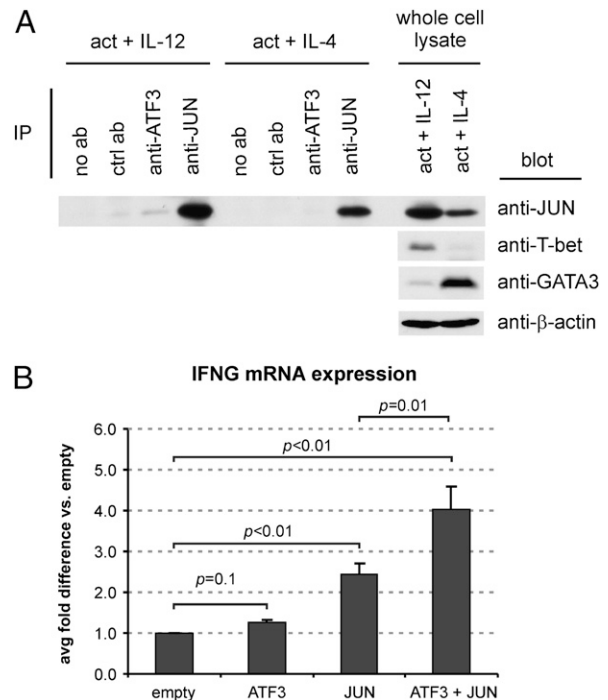 A
act + IL-12
act + IL-4
whole cell
lysate
IP
no ab
ctrl ab
anti-ATF3
anti-JUN
no ab
ctrl ab
anti-ATF3
anti-JUN
act + IL-12
act + IL-4
blot
anti-JUN
anti-T-bet
anti-GATA3
anti-β-actin
B
IFNG mRNA expression
avg fold difference vs. empty
6.0
5.0
4.0
3.0
2.0
1.0
0.0
p=0.01
p<0.01
p<0.01
p=0.1
empty
ATF3
JUN
ATF3 + JUN